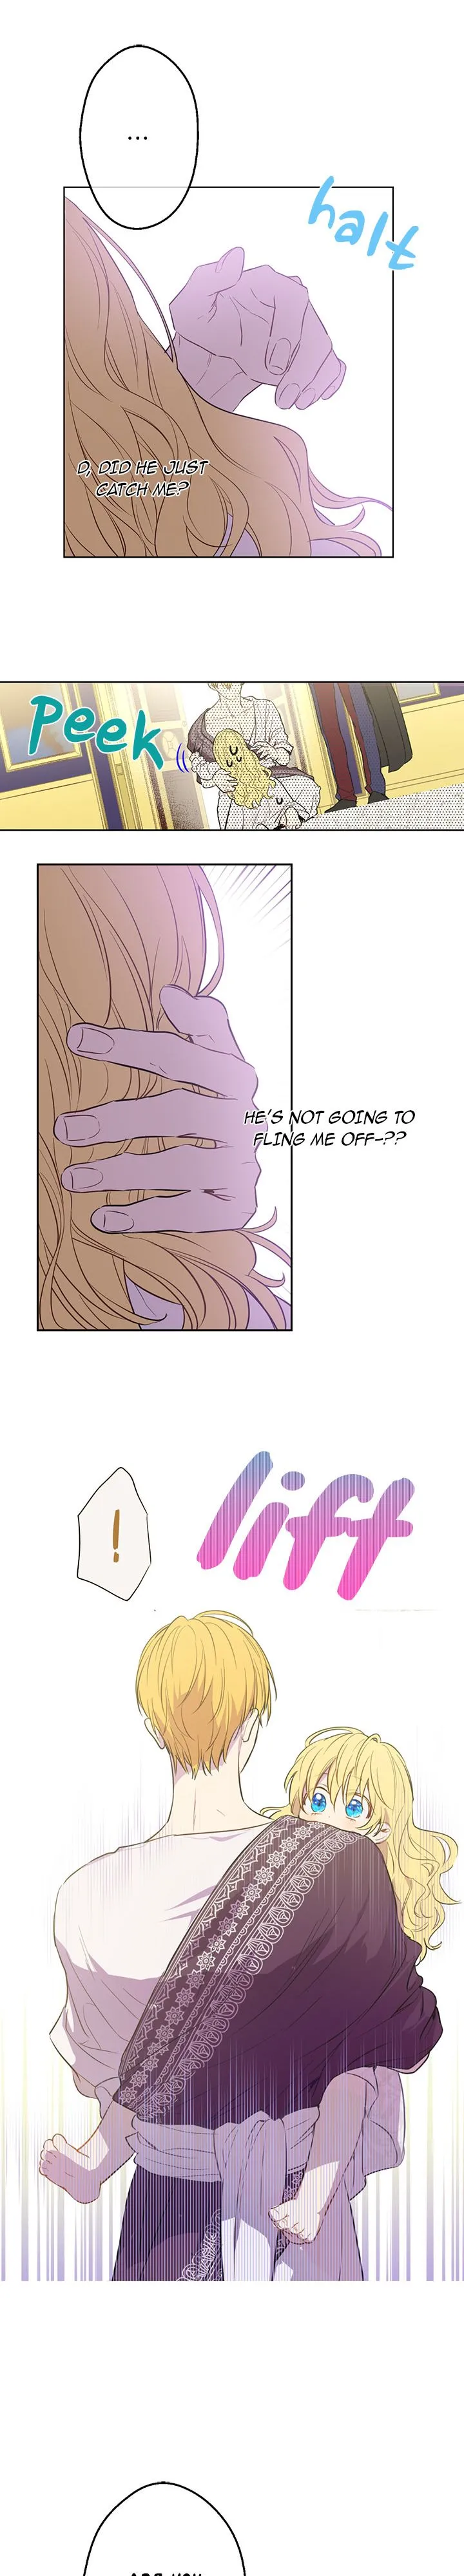 ...
halt
D, DID HE JUST
CATCH ME?
Peek
HE'S NOT GOING TO
FLING ME OFF-??
lift
!